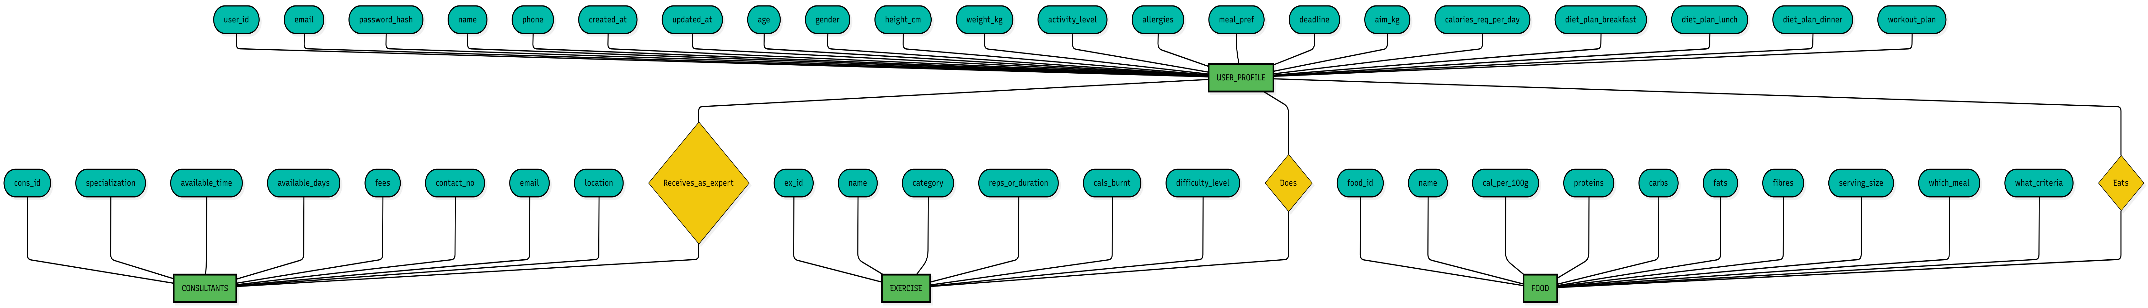 user_id
email
password_hash
name
phone
created_at
updated_at
age
gender
height_cm
weight_kg
activity_level
allergies
meal_pref
deadline
aim_kg
calories_req_per_day
diet_plan_breakfast
diet_plan_lunch
diet_plan_dinner
workout_plan
USER_PROFILE
cons_id
specialization
available_time
available_days
fees
contact_no
email
location
Receives_as_expert
ex_id
name
category
reps_or_duration
cals_burnt
difficulty_level
Does
food_id
name
cal_per_100g
proteins
carbs
fats
fibres
serving_size
which_meal
what_criteria
Eats
CONSULTANTS
EXERCISE
FOOD